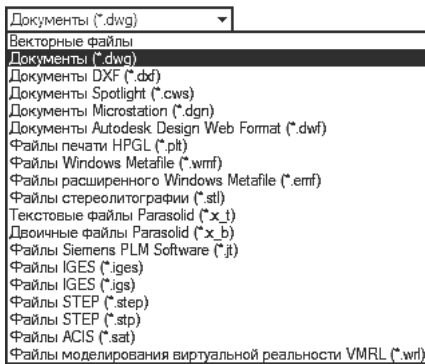 Документы (*.dwg)
Векторные файлы
Документы (*.dwg)
Документы DXF (*.dxf)
Документы Spotlight (*.cws)
Документы Microstation (*.dgn)
Документы Autodesk Design Web Format (*.dwf)
Файлы печати HPGL (*.plt)
Файлы Windows Metafile (*.wmf)
Файлы расширенного Windows Metafile (*.emf)
Файлы стереолитографии (*.stl)
Текстовые файлы Parasolid (*.x_t)
Двоичные файлы Parasolid (*.x_b)
Файлы Siemens PLM Software (*.jt)
Файлы IGES (*.iges)
Файлы IGES (*.igs)
Файлы STEP (*.step)
Файлы STEP (*.stp)
Файлы ACIS (*.sat)
Файлы моделирования виртуальной реальности VMRL (*.wrl)